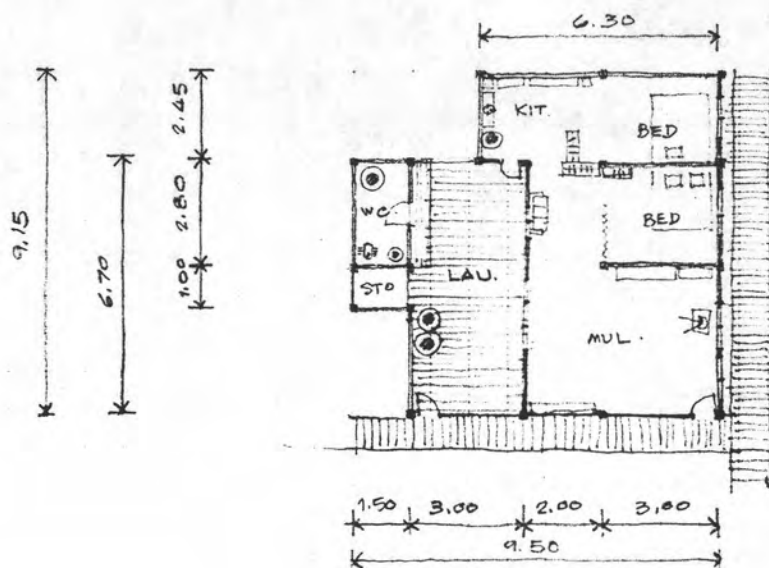 6.30
2.45
KIT.
BED
9.15
6.70
2.80
WC
BED
1.00
STO
LAU.
MUL.
1.50 3.00 2.00 3.00
9.50